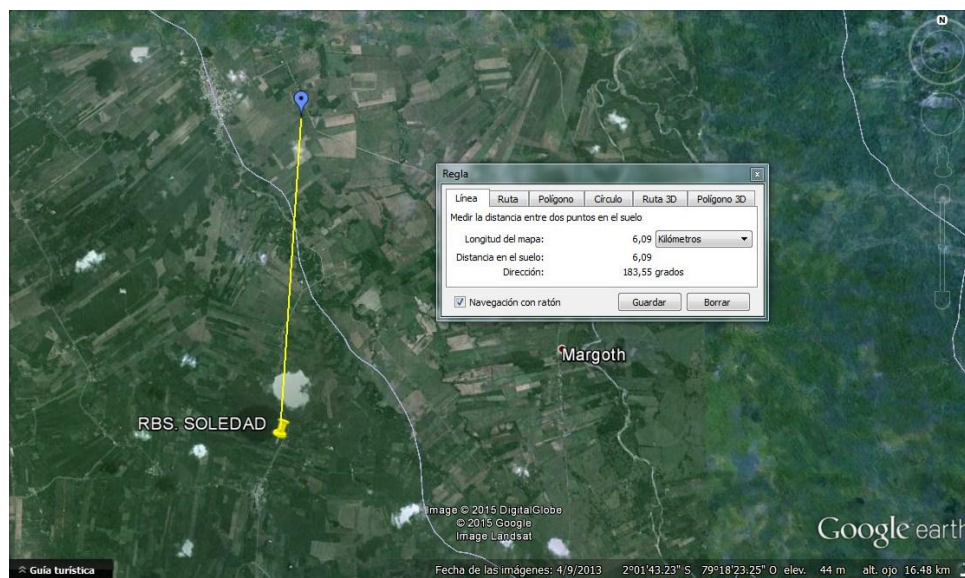 N
Regla
Línea Ruta Polígono Círculo Ruta 3D Polígono 3D
Medir la distancia entre dos puntos en el suelo
Longitud del mapa: 6,09 Kilómetros
Distancia en el suelo: 6,09
Dirección: 183,55 grados
Navegación con ratón Guardar Borrar
Margoth
RBS. SOLEDAD
Image © 2015 DigitalGlobe
© 2015 Google
Image Landsat
Google earth
Guía turística
Fecha de las imágenes: 4/9/2013 2°01'43.23" S 79°18'23.25" O elev. 44 m alt. ojo 16.48 km